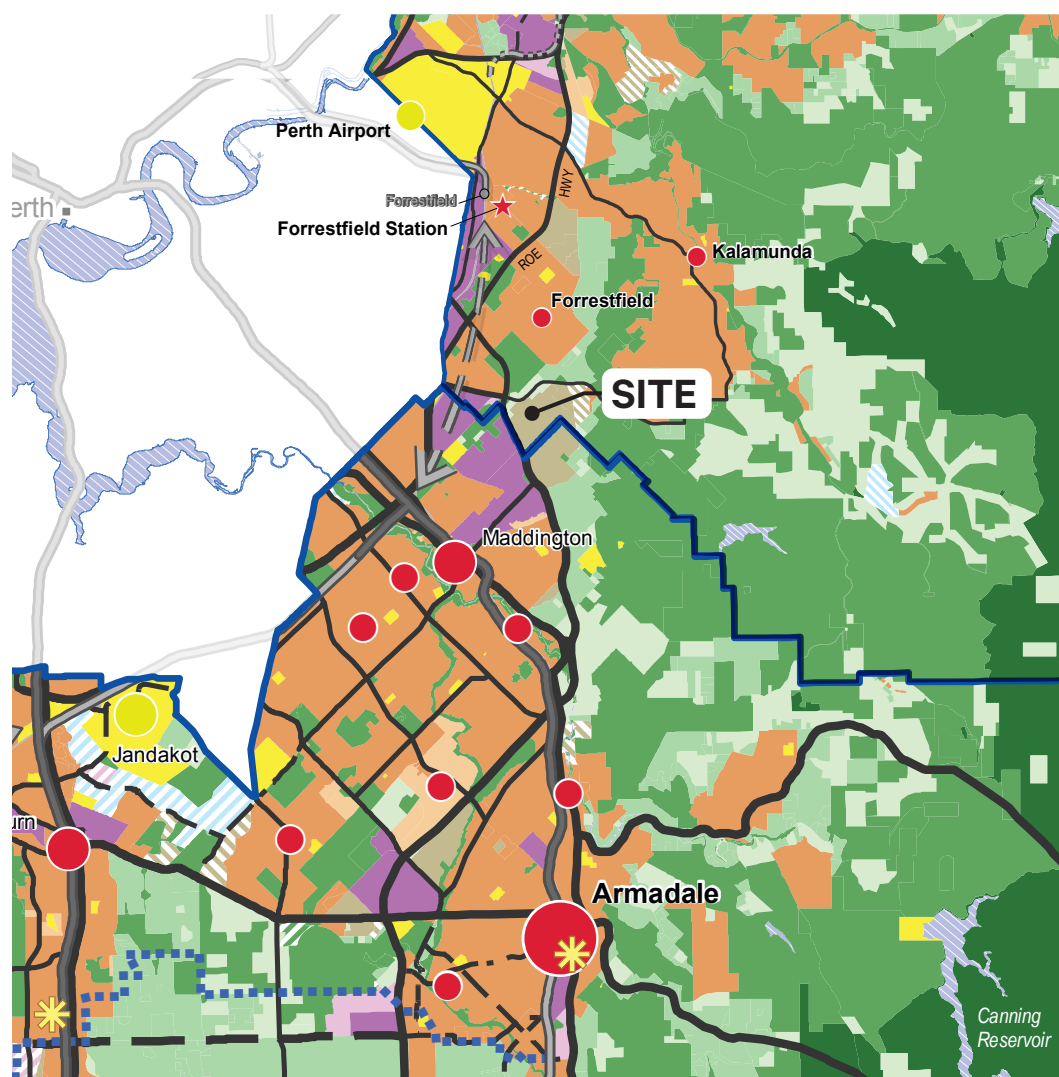 Perth Airport
HWY
erth
Forrestfield
Forrestfield Station
Kalamunda
ROE
Forrestfield
SITE
Maddington
Jandakot
urn
Armadale
Canning
Reservoir